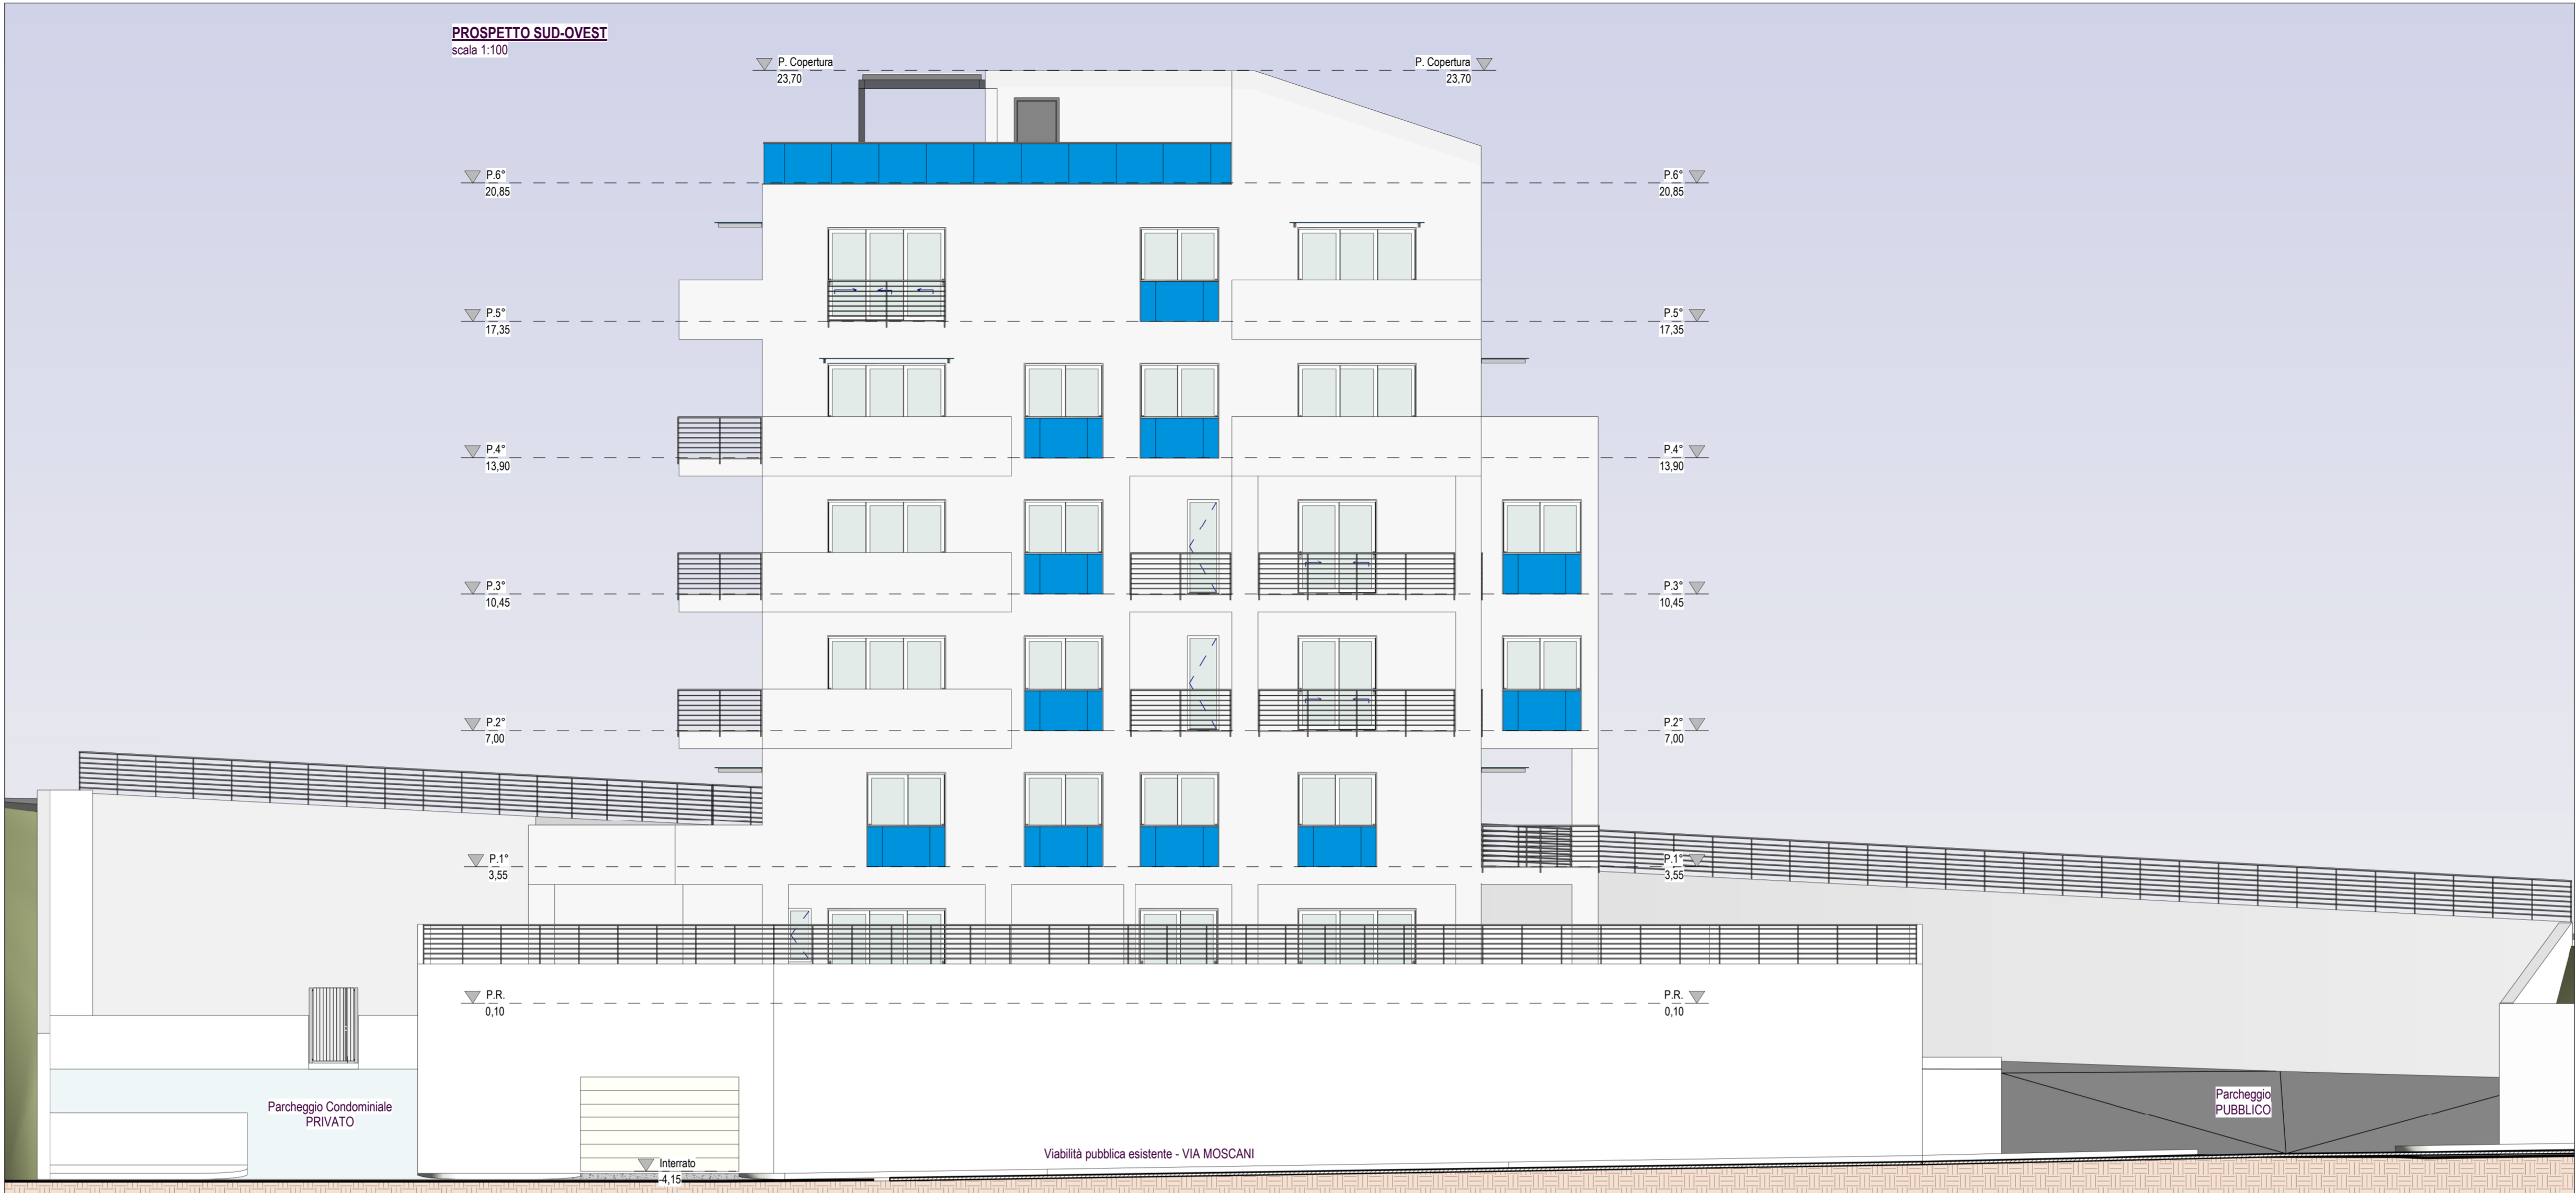 PROSPETTO SUD-OVEST
scala 1:100
P. Copertura
23,70
P. Copertura
23,70
P.6°
20,85
P.6°
20,85
P.5°
17,35
P.5°
17,35
P.4°
13,90
P.4°
13,90
P.3°
10,45
P.3°
10,45
P.2°
7,00
P.2°
7,00
P.1°
3,55
P.1°
3,55
P.R.
0,10
P.R.
0,10
Parcheggio Condominiale
PRIVATO
Parcheggio
PUBBLICO
Viabilità pubblica esistente - VIA MOSCANI
Interrato
-4,15